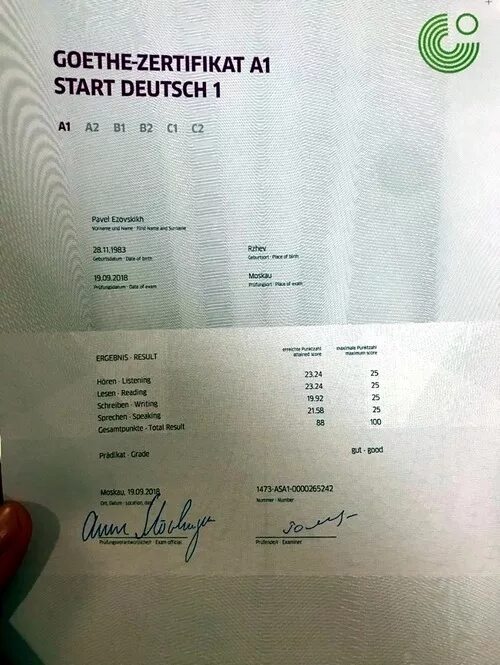 GOETHE-ZERTIFIKAT A1
START DEUTSCH 1
A1 A2 B1 B2 C1 C2
Pavel Ezovskikh
Vorname und Name · First Name and Surname
28.11.1983 Rzhev
Geburtsdatum · Date of birth Geburtsort · Place of birth
19.09.2018 Moskau
Prüfungsdatum · Date of exam Prüfungsort · Place of exam
ERGEBNIS · RESULT erreichte Punktzahl maximale Punktzahl
attained score maximum score
Hören · Listening 23.24 25
Lesen · Reading 23.24 25
Schreiben · Writing 19.92 25
Sprechen · Speaking 21.58 25
Gesamtpunkte · Total Result 88 100
Prädikat · Grade gut · good
Moskau, 19.09.2018 1473-ASA1-0000265242
Ort, Datum · Location, date Nummer · Number
Prüfungsverantwortliche/r · Exam official Prüfende/r · Examiner